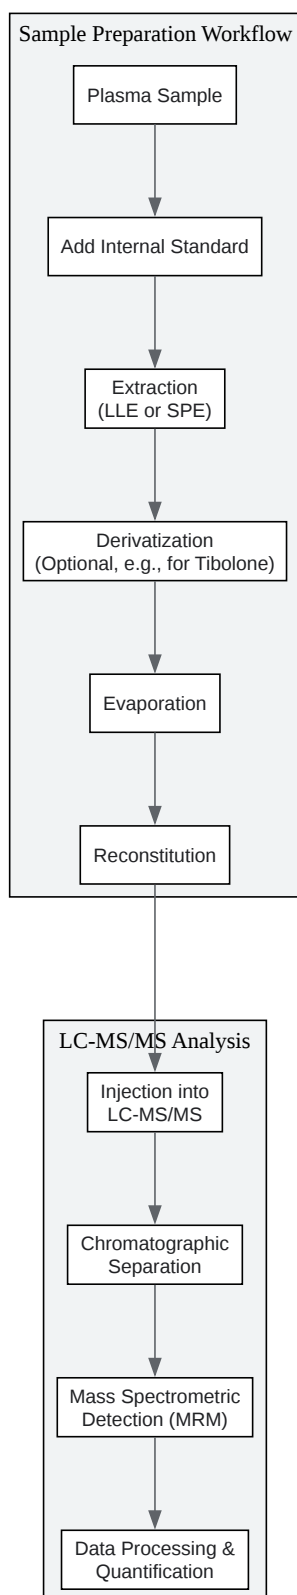 Sample Preparation Workflow
Plasma Sample
Add Internal Standard
Extraction
(LLE or SPE)
Derivatization
(Optional, e.g., for Tibolone)
Evaporation
Reconstitution
LC-MS/MS Analysis
Injection into
LC-MS/MS
Chromatographic
Separation
Mass Spectrometric
Detection (MRM)
Data Processing &
Quantification